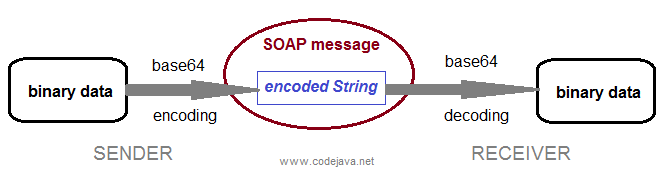 SOAP message
binary data
base64
encoding
encoded String
base64
decoding
binary data
SENDER
www.codejava.net
RECEIVER